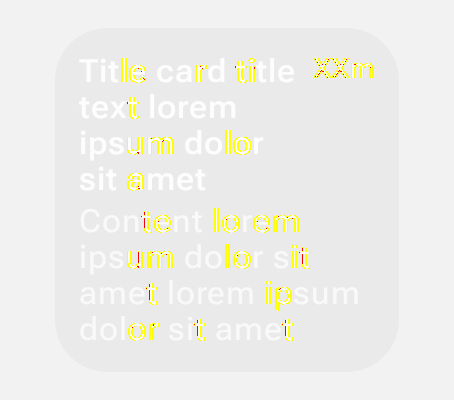 Title card title XXm
text lorem
ipsum dolor
sit amet
Content lorem
ipsum dolor sit
amet lorem ipsum
dolor sit amet